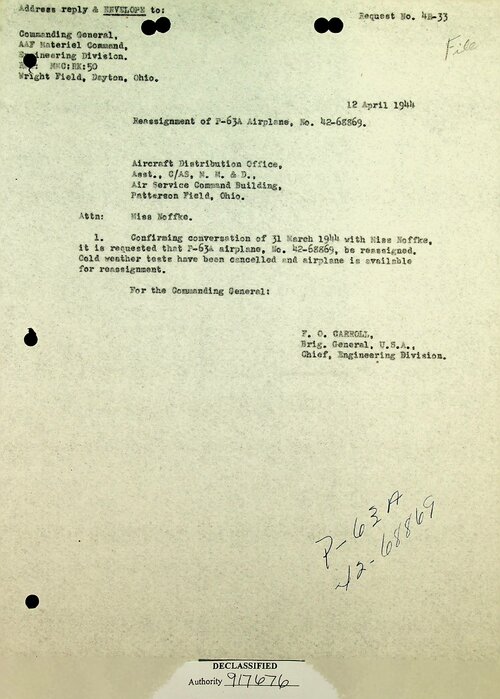 Address reply & ENVELOPE to:
Request No. 4B-33
Commanding General,
AAF Materiel Command,
Engineering Division.
MMC:HK:50
Wright Field, Dayton, Ohio.
File
12 April 1944
Reassignment of P-63A Airplane, No. 42-68869.
Aircraft Distribution Office,
Asst., C/AS, M. M. & D.,
Air Service Command Building,
Patterson Field, Ohio.
Attn: Miss Noffke.
1. Confirming conversation of 31 March 1944 with Miss Noffke,
it is requested that P-63A airplane, No. 42-68869, be reassigned.
Cold weather tests have been cancelled and airplane is available
for reassignment.
For the Commanding General:
F. O. CARROLL,
Brig. General, U.S.A.,
Chief, Engineering Division.
P-63A
42-68869
DECLASSIFIED
Authority 917676